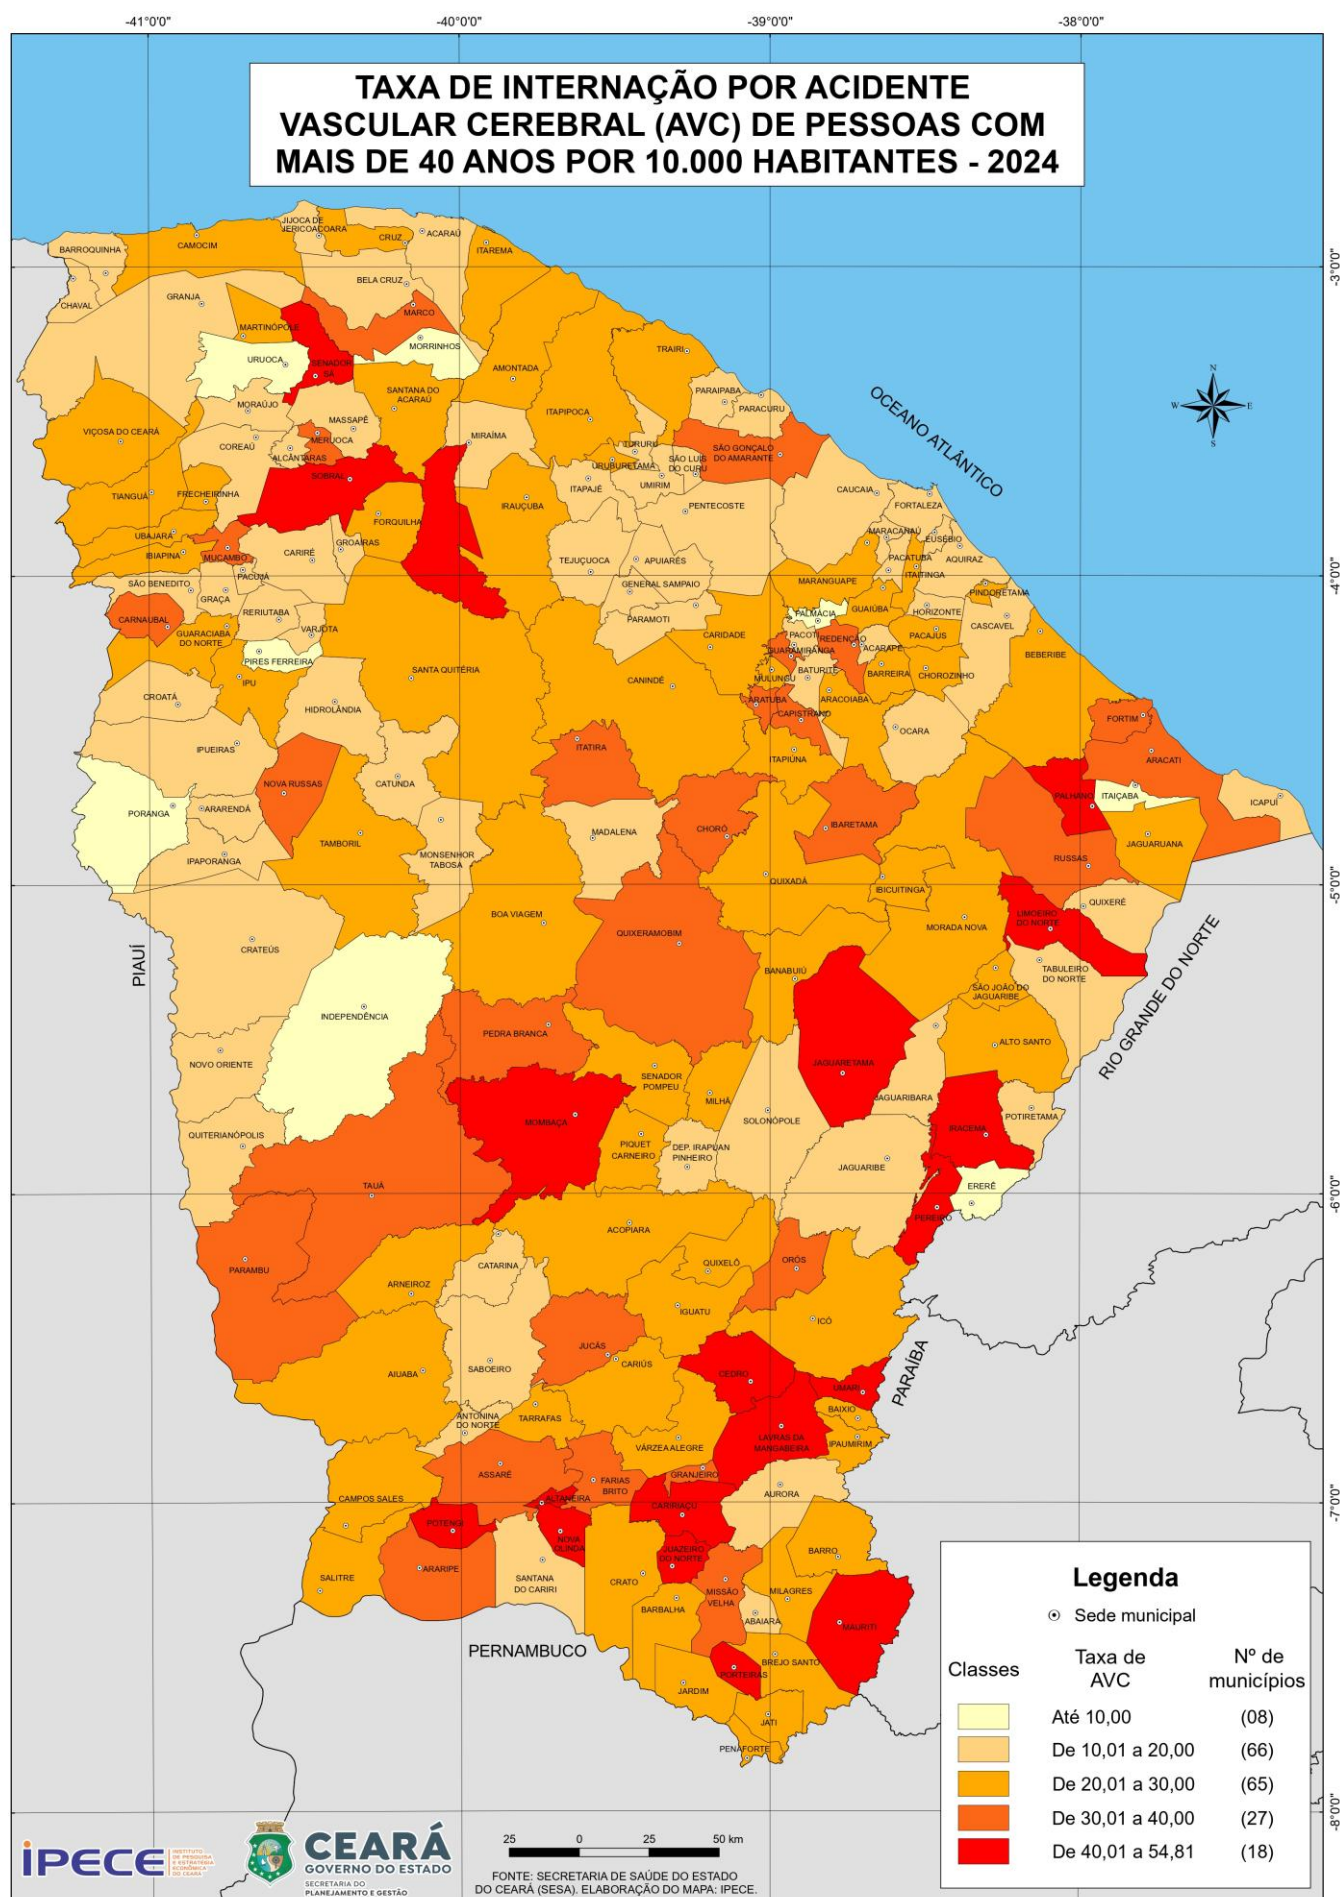 -41°0'0"
-40°0'0"
-39°0'0"
-38°0'0"
TAXA DE INTERNAÇÃO POR ACIDENTE
VASCULAR CEREBRAL (AVC) DE PESSOAS COM
MAIS DE 40 ANOS POR 10.000 HABITANTES - 2024
JIJOCA DE
JERICOACOARA
CRUZ
ACARAÚ
BARROQUINHA
CAMOCIM
ITAREMA
-3°0'0"
CHAVAL
GRANJA
BELA CRUZ
MARCO
MARTINÓPOLE
MORRINHOS
URUOCA
SENADOR
SÁ
TRAIRI
AMONTADA
SANTANA DO
ACARAÚ
PARAIPABA
PARACURU
OCEANO ATLÂNTICO
N
W
E
S
MORAÚJO
MASSAPÊ
ITAPIPOCA
VIÇOSA DO CEARÁ
COREAÚ
MERUOCA
MIRAÍMA
TURURU
SÃO GONÇALO
DO AMARANTE
ALCÂNTARAS
URUBURETAMA
SÃO LUIS
DO CURU
SOBRAL
ITAPAJÉ
UMIRIM
TIANGUÁ
FRECHEIRINHA
IRAUÇUBA
CAUCAIA
FORTALEZA
PENTECOSTE
FORQUILHA
UBAJARA
MARACANAÚ
EUSÉBIO
IBIAPINA
MUCAMBO
CARIRÉ
GROAÍRAS
TEJUÇUOCA
APUIARÉS
PACATUBA
AQUIRAZ
PACUJÁ
ITAITINGA
-4°0'0"
SÃO BENEDITO
GENERAL SAMPAIO
MARANGUAPE
PINDORETAMA
GRAÇA
GUAIÚBA
HORIZONTE
CARNAUBAL
RERIUTABA
PARAMOTI
PALMÁCIA
CASCAVEL
GUARACIABA
DO NORTE
VARJOTA
CARIDADE
PACOTI
REDENÇÃO
PACAJUS
ACARAPE
PIRES FERREIRA
GUARAMIRANGA
BEBERIBE
SANTA QUITÉRIA
MULUNGU
BATURITÉ
BARREIRA
CHOROZINHO
IPU
CANINDÉ
CROATÁ
ARATUBA
ARACOIABA
HIDROLÂNDIA
CAPISTRANO
FORTIM
OCARA
IPUEIRAS
ITATIRA
ITAPIÚNA
ARACATI
NOVA RUSSAS
CATUNDA
PALHANO
ITAIÇABA
ICAPUÍ
PORANGA
ARARENDÁ
MADALENA
CHORÓ
IBARETAMA
TAMBORIL
JAGUARUANA
IPAPORANGA
MONSENHOR
TABOSA
RUSSAS
QUIXADÁ
-5°0'0"
IBICUITINGA
QUIXERÉ
BOA VIAGEM
LIMOEIRO
DO NORTE
MORADA NOVA
QUIXERAMOBIM
CRATEÚS
PIAUÍ
BANABUIÚ
TABULEIRO
DO NORTE
SÃO JOÃO DO
JAGUARIBE
RIO GRANDE DO NORTE
INDEPENDÊNCIA
PEDRA BRANCA
ALTO SANTO
NOVO ORIENTE
JAGUARETAMA
SENADOR
POMPEU
MILHÃ
JAGUARIBARA
MOMBAÇA
SOLONÓPOLE
POTIRETAMA
IRACEMA
QUITERIANÓPOLIS
PIQUET
CARNEIRO
DEP. IRAPUAN
PINHEIRO
JAGUARIBE
TAUÁ
ERERÊ
-6°0'0"
PEREIRO
ACOPIARA
PARAMBU
CATARINA
QUIXELÔ
ORÓS
ARNEIROZ
IGUATU
ICÓ
JUCÁS
PARAÍBA
AIUABA
SABOEIRO
CARIÚS
CEDRO
UMARI
ANTONINA
DO NORTE
TARRAFAS
BAIXIO
LAVRAS DA
MANGABEIRA
IPAUMIRIM
VÁRZEA ALEGRE
ASSARÉ
GRANJEIRO
FARIAS
BRITO
AURORA
CAMPOS SALES
ALTANEIRA
CARIRIAÇU
-7°0'0"
POTENGI
NOVA
OLINDA
JUAZEIRO
DO NORTE
BARRO
SALITRE
ARARIPE
SANTANA
DO CARIRI
CRATO
MISSÃO
VELHA
MILAGRES
BARBALHA
ABAIARA
MAURITI
PERNAMBUCO
BREJO SANTO
PORTEIRAS
JARDIM
JATI
PENAFORTE
-8°0'0"
Legenda
Sede municipal
Classes
Taxa de
AVC
Nº de
municípios
Até 10,00 (08)
De 10,01 a 20,00 (66)
De 20,01 a 30,00 (65)
De 30,01 a 40,00 (27)
De 40,01 a 54,81 (18)
iPECE
INSTITUTO
DE PESQUISA
E ESTRATÉGIA
ECONÔMICA
DO CEARÁ
CEARÁ
GOVERNO DO ESTADO
SECRETARIA DO
PLANEJAMENTO E GESTÃO
25 0 25 50 km
FONTE: SECRETARIA DE SAÚDE DO ESTADO
DO CEARÁ (SESA). ELABORAÇÃO DO MAPA: IPECE.